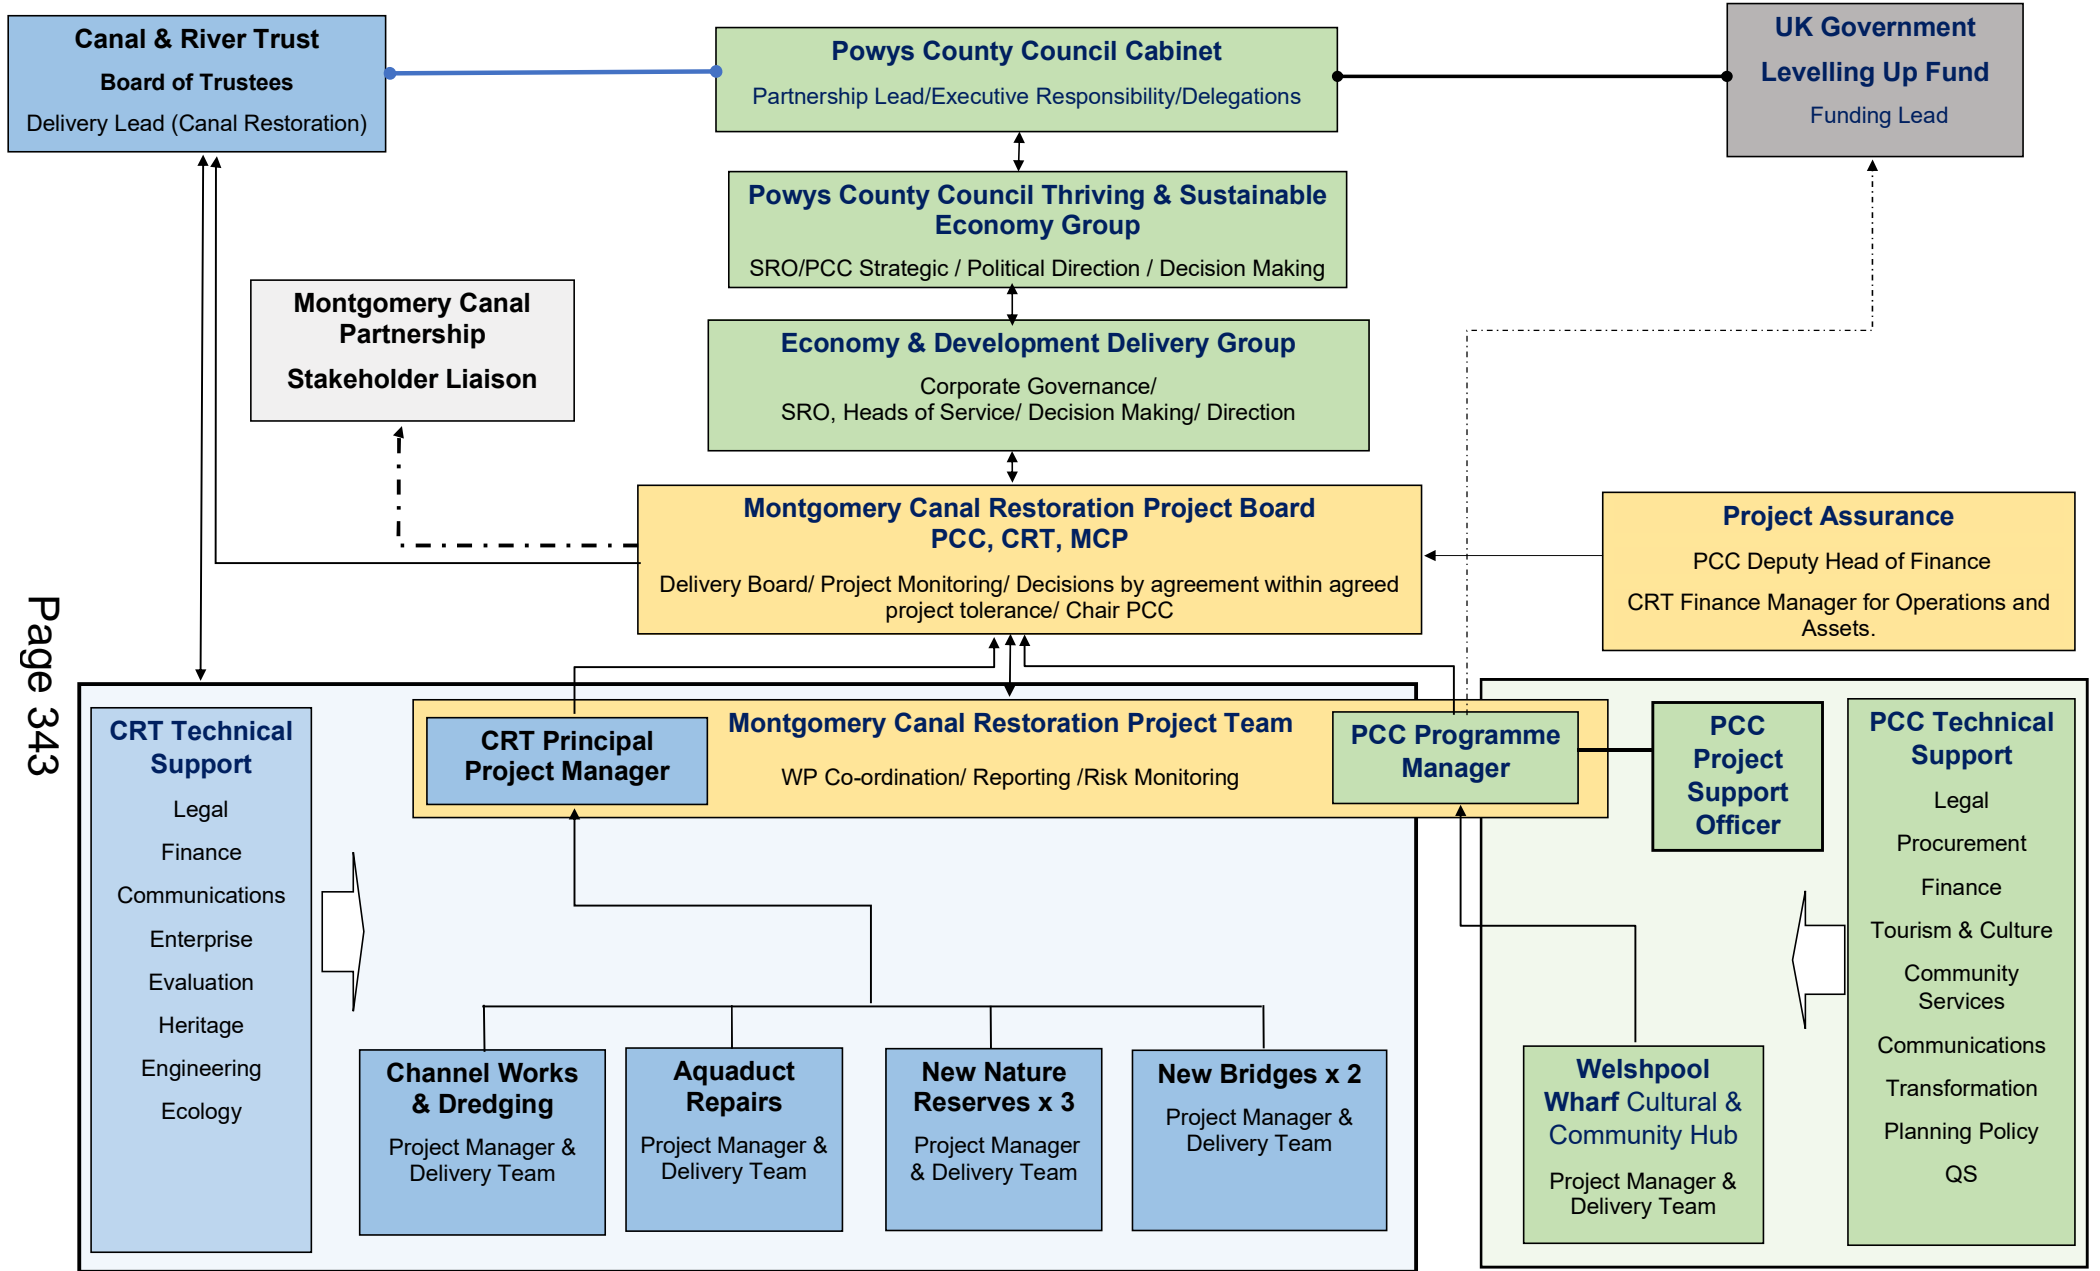 Canal & River Trust
Board of Trustees
Delivery Lead (Canal Restoration)
Powys County Council Cabinet
Partnership Lead/Executive Responsibility/Delegations
UK Government
Levelling Up Fund
Funding Lead
Powys County Council Thriving & Sustainable
Economy Group
SRO/PCC Strategic / Political Direction / Decision Making
Montgomery Canal
Partnership
Stakeholder Liaison
Economy & Development Delivery Group
Corporate Governance/
SRO, Heads of Service/ Decision Making/ Direction
Montgomery Canal Restoration Project Board
PCC, CRT, MCP
Delivery Board/ Project Monitoring/ Decisions by agreement within agreed
project tolerance/ Chair PCC
Project Assurance
PCC Deputy Head of Finance
CRT Finance Manager for Operations and
Assets.
Page 343
CRT Technical
Support
Legal
Finance
Communications
Enterprise
Evaluation
Heritage
Engineering
Ecology
CRT Principal
Project Manager
Montgomery Canal Restoration Project Team
WP Co-ordination/ Reporting /Risk Monitoring
PCC Programme
Manager
PCC
Project
Support
Officer
PCC Technical
Support
Legal
Procurement
Finance
Tourism & Culture
Community
Services
Communications
Transformation
Planning Policy
QS
Channel Works
& Dredging
Project Manager &
Delivery Team
Aquaduct
Repairs
Project Manager &
Delivery Team
New Nature
Reserves x 3
Project Manager
& Delivery Team
New Bridges x 2
Project Manager &
Delivery Team
Welshpool
Wharf Cultural &
Community Hub
Project Manager &
Delivery Team